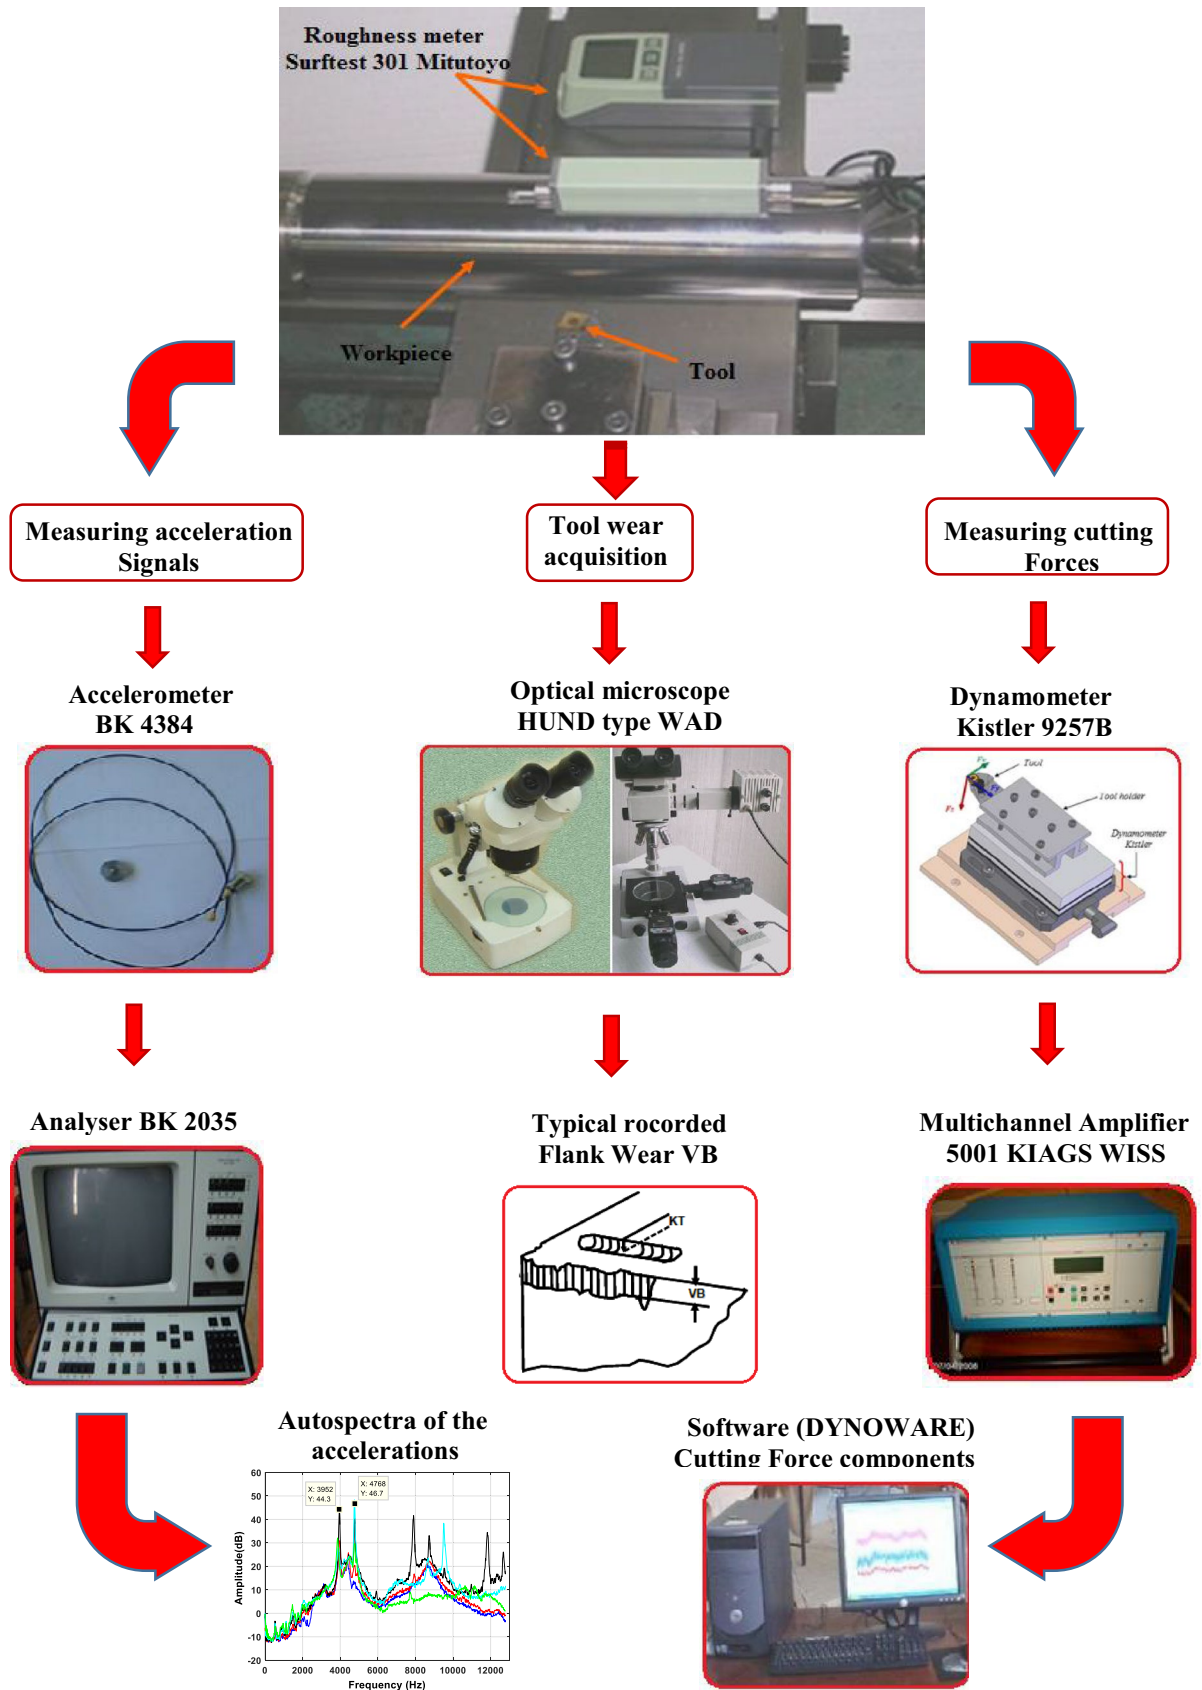 Roughness meter
Surftest 301 Mitutoyo
Workpiece
Tool
Measuring acceleration
Signals
Tool wear
acquisition
Measuring cutting
Forces
Accelerometer
BK 4384
Optical microscope
HUND type WAD
Dynamometer
Kistler 9257B
Tool
Tool holder
Dynamometer
Kistler
Analyser BK 2035
Typical rocorded
Flank Wear VB
Multichannel Amplifier
5001 KIAGS WISS
KT
VB
07/04/2008
Autospectra of the
accelerations
Software (DYNOWARE)
Cutting Force components
X: 3952
Y: 44.3
X: 4768
Y: 46.7
60
50
40
30
20
10
0
-10
-20
Amplitude(dB)
0 2000 4000 6000 8000 10000 12000
Frequency (Hz)